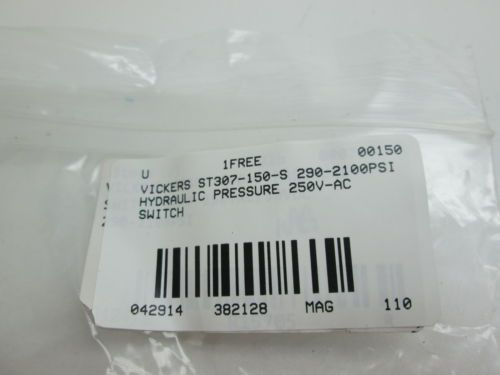 U 1FREE 00150
VICKERS ST307-150-S 290-2100PSI
HYDRAULIC PRESSURE 250V-AC
SWITCH
042914 382128 MAG 110